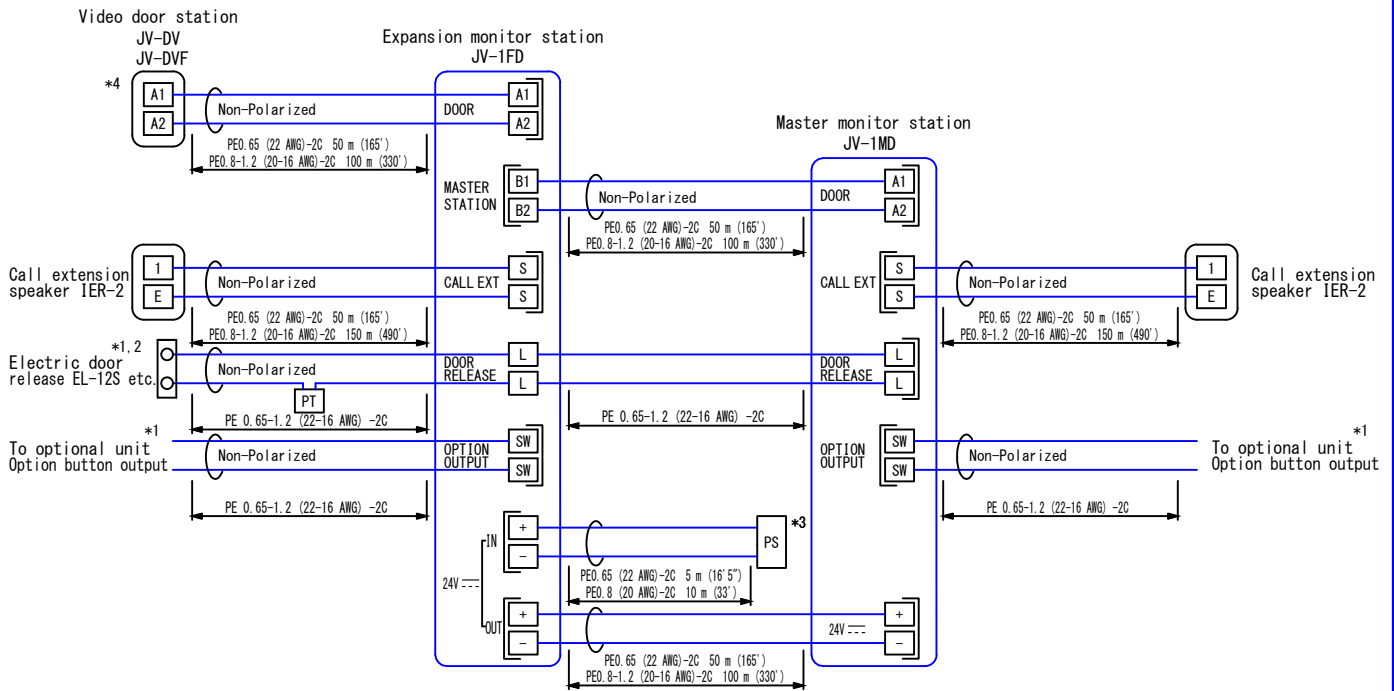 Video door station
JV-DV
JV-DVF
Expansion monitor station
JV-1FD
*4
A1
A2
Non-Polarized
DOOR
A1
A2
PE0.65 (22 AWG)-2C 50 m (165')
PE0.8-1.2 (20-16 AWG)-2C 100 m (330')
Master monitor station
JV-1MD
MASTER
STATION
B1
B2
Non-Polarized
DOOR
A1
A2
PE0.65 (22 AWG)-2C 50 m (165')
PE0.8-1.2 (20-16 AWG)-2C 100 m (330')
Call extension
speaker IER-2
1
E
Non-Polarized
CALL EXT
S
S
PE0.65 (22 AWG)-2C 50 m (165')
PE0.8-1.2 (20-16 AWG)-2C 150 m (490')
CALL EXT
S
S
Non-Polarized
1
E
Call extension
speaker IER-2
PE0.65 (22 AWG)-2C 50 m (165')
PE0.8-1.2 (20-16 AWG)-2C 150 m (490')
*1,2
Electric door
release EL-12S etc.
Non-Polarized
PT
DOOR
RELEASE
L
L
PE 0.65-1.2 (22-16 AWG) -2C
PE 0.65-1.2 (22-16 AWG) -2C
DOOR
RELEASE
L
L
*1
To optional unit
Option button output
Non-Polarized
OPTION
OUTPUT
SW
SW
PE 0.65-1.2 (22-16 AWG) -2C
OPTION
OUTPUT
SW
SW
Non-Polarized
*1
To optional unit
Option button output
PE 0.65-1.2 (22-16 AWG) -2C
24V
IN
+
-
PS
*3
PE0.65 (22 AWG)-2C 5 m (16'5")
PE0.8 (20 AWG)-2C 10 m (33')
OUT
+
-
24V
+
-
PE0.65 (22 AWG)-2C 50 m (165')
PE0.8-1.2 (20-16 AWG)-2C 100 m (330')